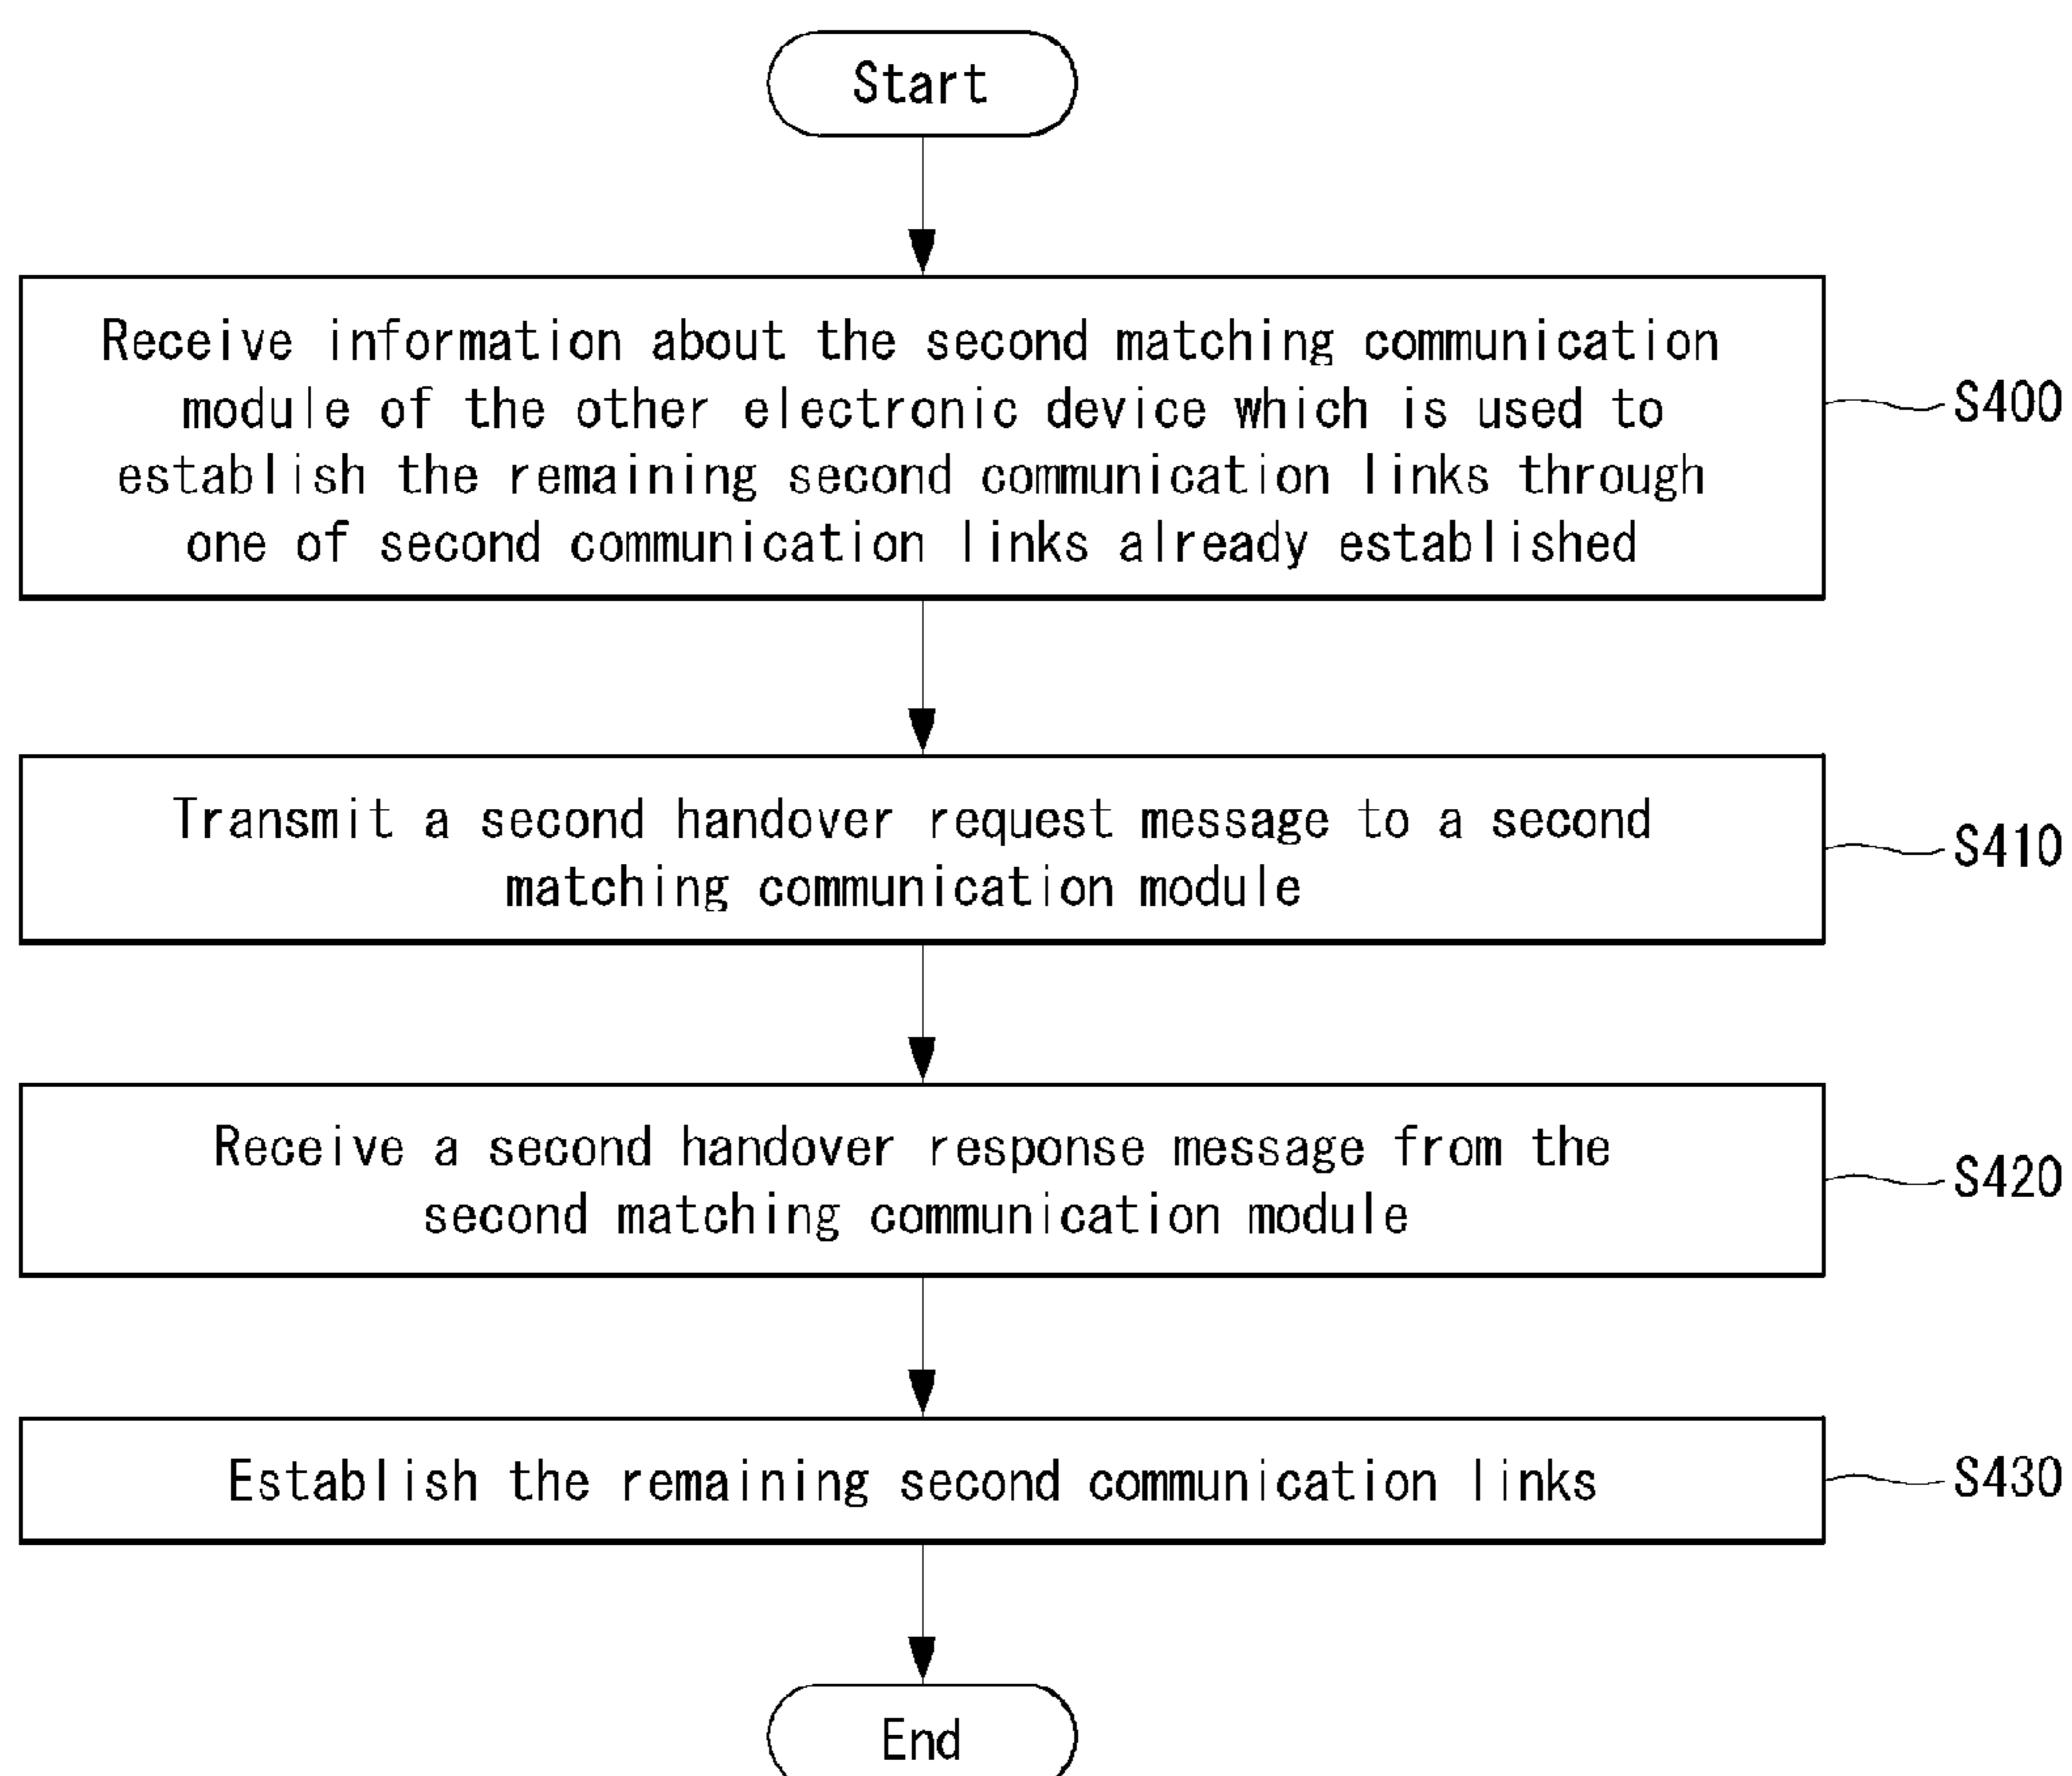 Start
Receive information about the second matching communication
module of the other electronic device which is used to
establish the remaining second communication links through
one of second communication links already established
S400
Transmit a second handover request message to a second
matching communication module
S410
Receive a second handover response message from the
second matching communication module
S420
Establish the remaining second communication links
S430
End